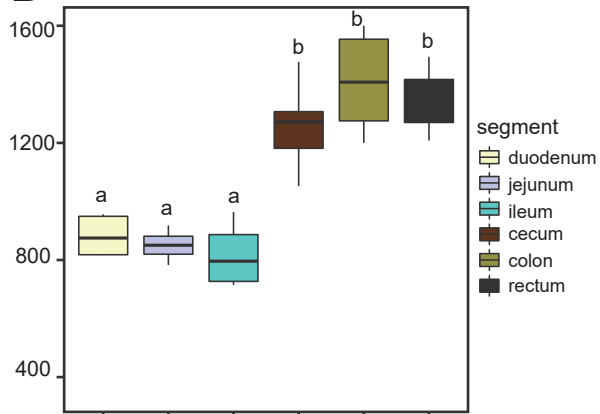 1600
b
b
b
1200
a
a
a
800
400
segment
duodenum
jejunum
ileum
cecum
colon
rectum